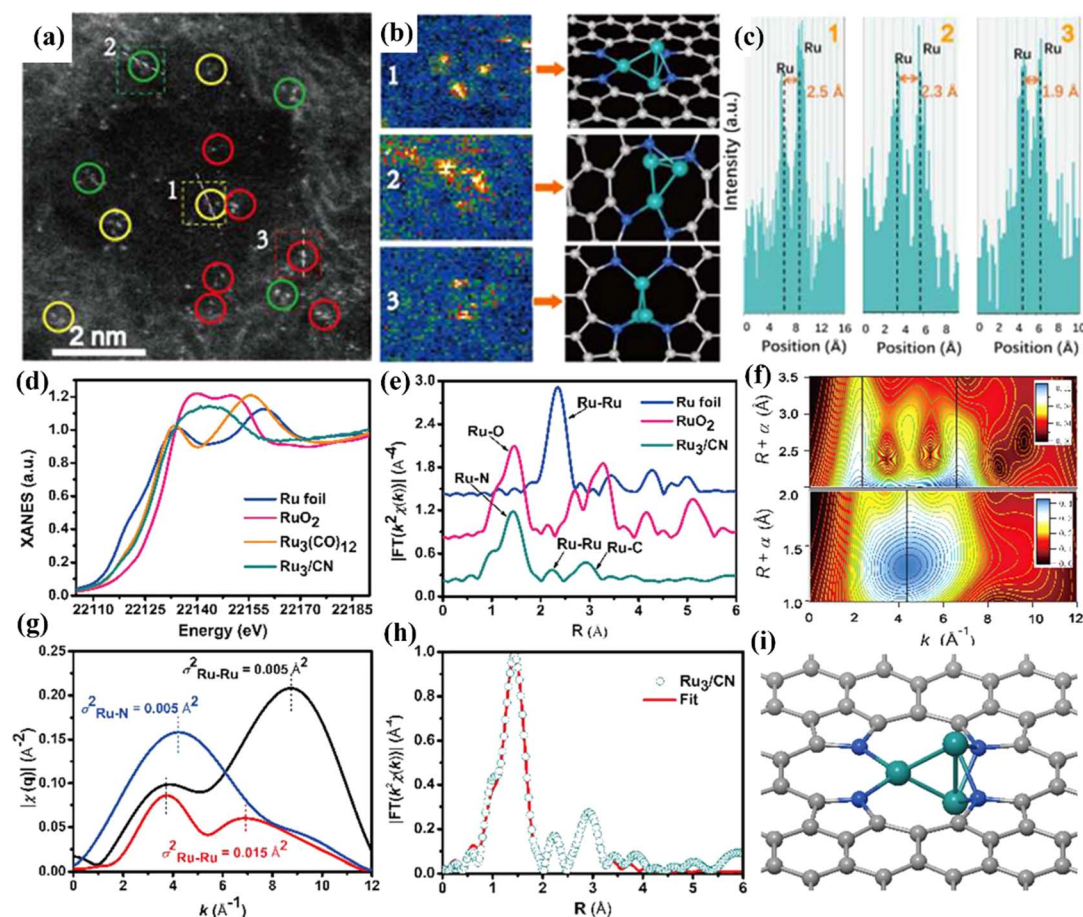 (a)
2
1
3
2 nm
(b)
1
2
3
(c)
Intensity (a.u.)
1
Ru
Ru
2.5 Å
0 2 4 6 8 10 16
Position (Å)
2
Ru
Ru
2.3 Å
0 2 4 6 8
Position (Å)
3
Ru
Ru
1.9 Å
0 2 4 6 8 10
Position (Å)
(d)
XANES (a.u.)
1.2
1.0
0.8
0.6
0.4
0.2
0.0
Ru foil
RuO2
Ru3(CO)12
Ru3/CN
22110 22125 22140 22155 22170 22190
Energy (eV)
(e)
|FT(k²χ(k))| (Å⁻⁴)
3.0
2.4
1.8
1.2
0.6
0.0
Ru foil
RuO2
Ru3/CN
Ru-Ru
Ru-O
Ru-N
Ru-Ru
Ru-C
0 1 2 3 4 5 6
R (Å)
(f)
R + α (Å)
3.5
3.0
2.5
R + α (Å)
2.0
1.5
1.0
0 2 4 6 8 10 12
k (Å⁻¹)
(g)
|χ(q)| (Å⁻²)
0.25
0.20
0.15
0.10
0.05
0.00
σ²Ru-Ru = 0.005 Å²
σ²Ru-N = 0.005 Å²
σ²Ru-Ru = 0.015 Å²
0 2 4 6 8 10 12
k (Å⁻¹)
(h)
|FT(k²χ(k))| (Å⁻¹)
1.0
0.8
0.6
0.4
0.2
0.0
Ru3/CN
Fit
0 1 2 3 4 5 6
R (Å)
(i)